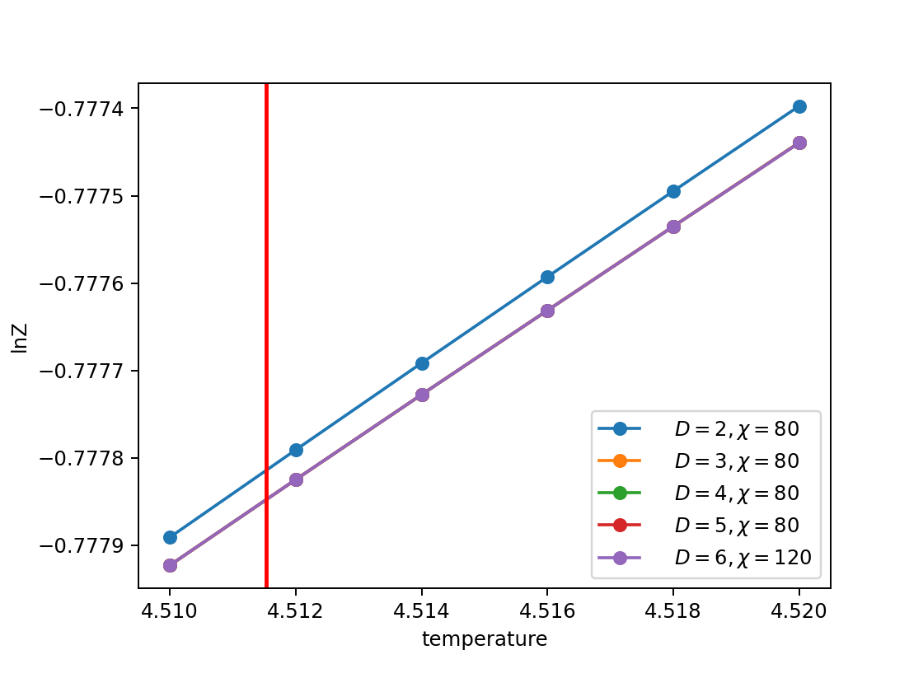 −0.7774
−0.7775
−0.7776
−0.7777
−0.7778
−0.7779
lnZ
4.510 4.512 4.514 4.516 4.518 4.520
temperature
D = 2, χ = 80
D = 3, χ = 80
D = 4, χ = 80
D = 5, χ = 80
D = 6, χ = 120